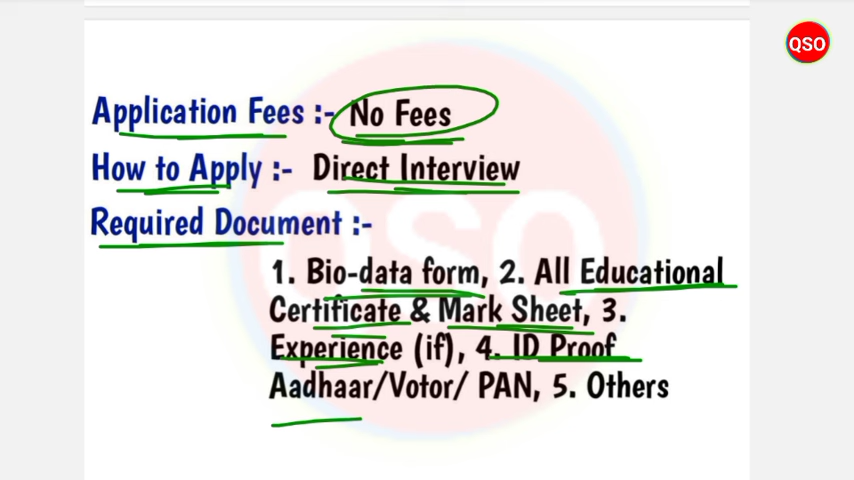 QSO
Application Fees :- No Fees
How to Apply :- Direct Interview
Required Document :-
1. Bio-data form, 2. All Educational
Certificate & Mark Sheet, 3.
Experience (if), 4. ID Proof
Aadhaar/Votor/ PAN, 5. Others
QSO